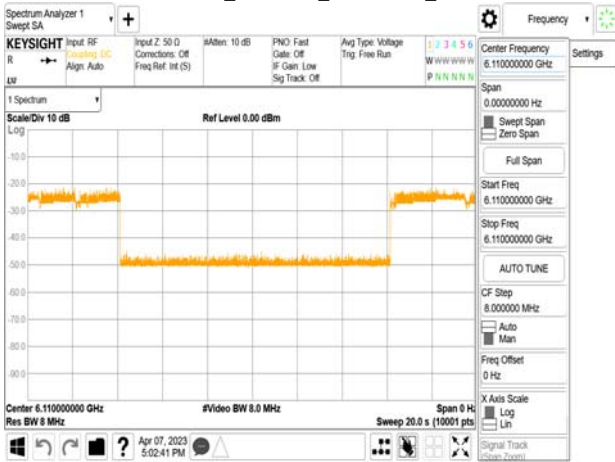 Spectrum Analyzer 1
Swept SA
+
Frequency
KEYSIGHT
Input: RF
Coupling: DC
Align: Auto
Input Z: 50 Ω
Corrections: Off
Freq Ref: Int (S)
#Atten: 10 dB
PNO: Fast
Gate: Off
IF Gain: Low
Sig Track: Off
Avg Type: Voltage
Trig: Free Run
1 2 3 4 5 6
W W W W W W
P N N N N N
R
LXI
Center Frequency
6.110000000 GHz
Settings
Span
0.00000000 Hz
Swept Span
Zero Span
Full Span
Start Freq
6.110000000 GHz
Stop Freq
6.110000000 GHz
AUTO TUNE
CF Step
8.000000 MHz
Auto
Man
Freq Offset
0 Hz
X Axis Scale
Log
Lin
Signal Track
(Span Zoom)
1 Spectrum
Scale/Div 10 dB
Ref Level 0.00 dBm
Log
-10.0
-20.0
-30.0
-40.0
-50.0
-60.0
-70.0
-80.0
-90.0
Center 6.110000000 GHz
#Video BW 8.0 MHz
Span 0 Hz
Res BW 8 MHz
Sweep 20.0 s (10001 pts)
?
Apr 07, 2023
5:02:41 PM